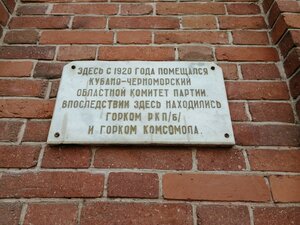 ЗДЕСЬ С 1920 ГОДА ПОМЕЩАЛСЯ
КУБАНО-ЧЕРНОМОРСКИЙ
ОБЛАСТНОЙ КОМИТЕТ ПАРТИИ.
ВПОСЛЕДСТВИИ ЗДЕСЬ НАХОДИЛИСЬ
ГОРКОМ РКП/б/
И ГОРКОМ КОМСОМОЛА.